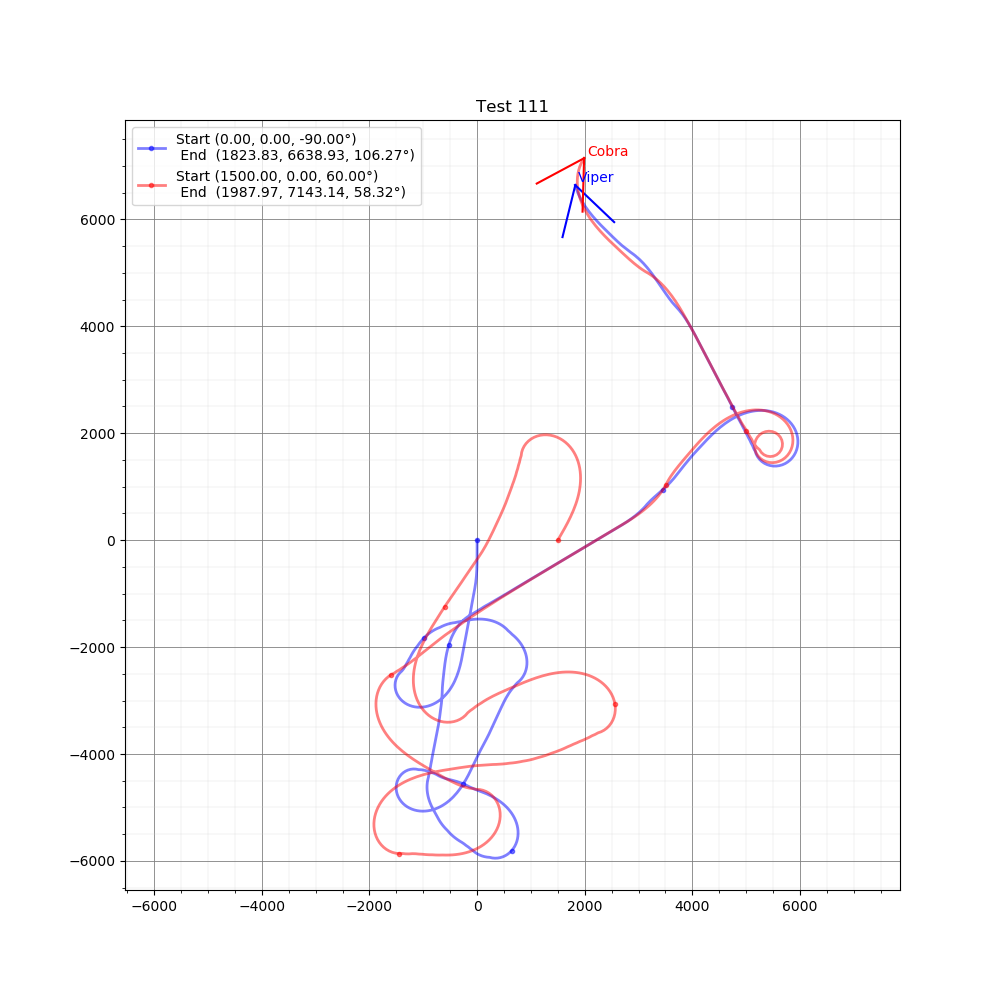 Test 111
Start (0.00, 0.00, -90.00°)
End (1823.83, 6638.93, 106.27°)
Start (1500.00, 0.00, 60.00°)
End (1987.97, 7143.14, 58.32°)
Cobra
Viper
6000
4000
2000
0
−2000
−4000
−6000
−6000 −4000 −2000 0 2000 4000 6000